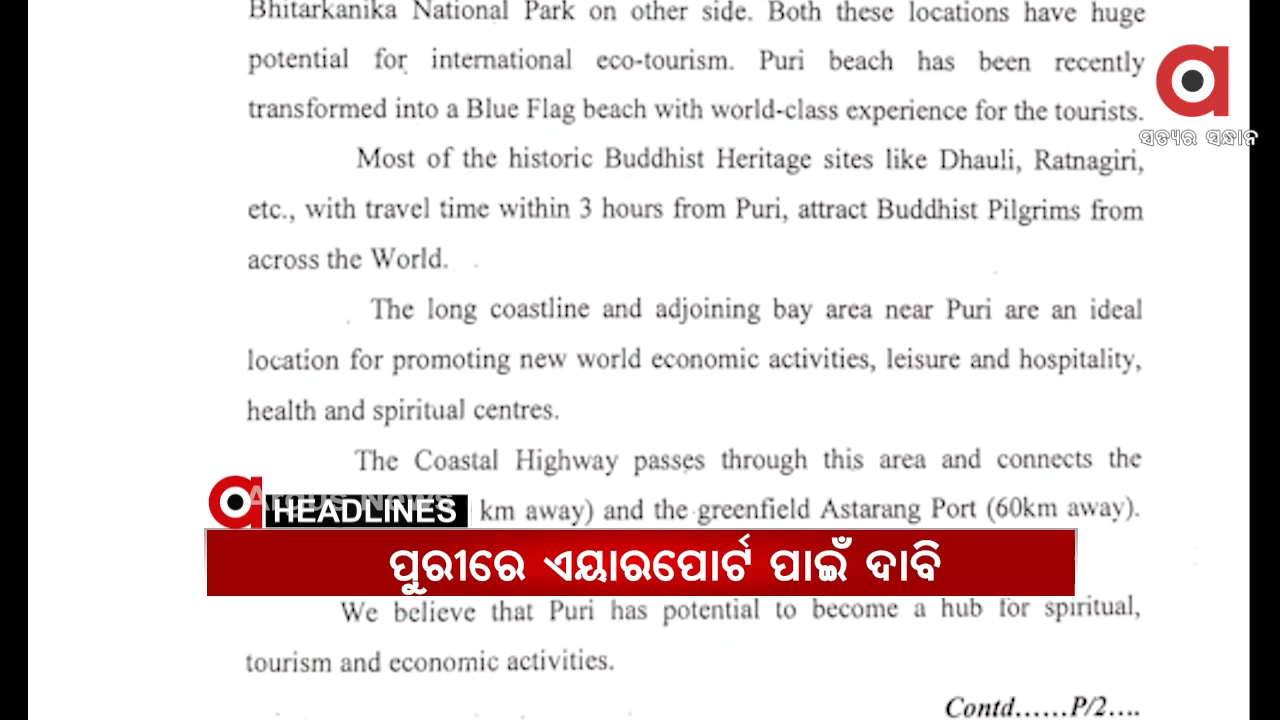 Bhitarkanika National Park on other side. Both these locations have huge
potential for international eco-tourism. Puri beach has been recently
transformed into a Blue Flag beach with world-class experience for the tourists.
ସତ୍ୟର ସନ୍ଧାନ
Most of the historic Buddhist Heritage sites like Dhauli, Ratnagiri,
etc., with travel time within 3 hours from Puri, attract Buddhist Pilgrims from
across the World.
The long coastline and adjoining bay area near Puri are an ideal
location for promoting new world economic activities, leisure and hospitality,
health and spiritual centres.
The Coastal Highway passes through this area and connects the
Argus News
HEADLINES
km away) and the greenfield Astarang Port (60km away).
ପୁରୀରେ ଏୟାରପୋର୍ଟ ପାଇଁ ଦାବି
We believe that Puri has potential to become a hub for spiritual,
tourism and economic activities.
Contd......P/2....